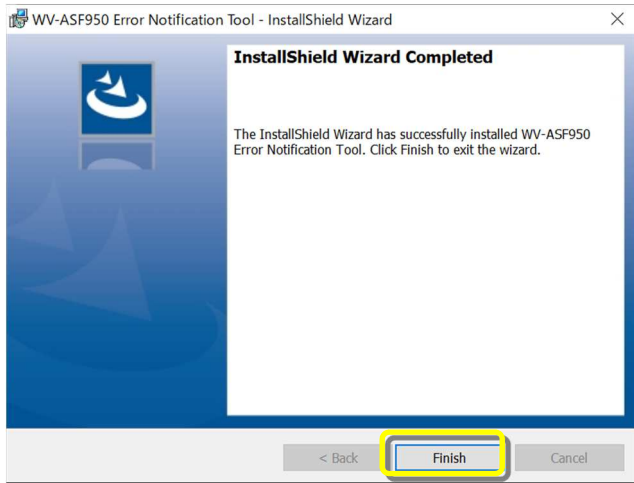 WV-ASF950 Error Notification Tool - InstallShield Wizard
InstallShield Wizard Completed
The InstallShield Wizard has successfully installed WV-ASF950
Error Notification Tool. Click Finish to exit the wizard.
< Back Finish Cancel